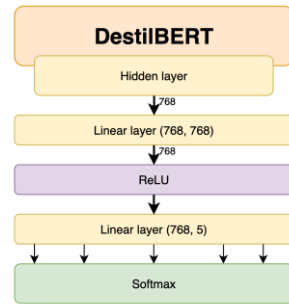 DestilBERT
Hidden layer
768
Linear layer (768, 768)
768
ReLU
Linear layer (768, 5)
Softmax